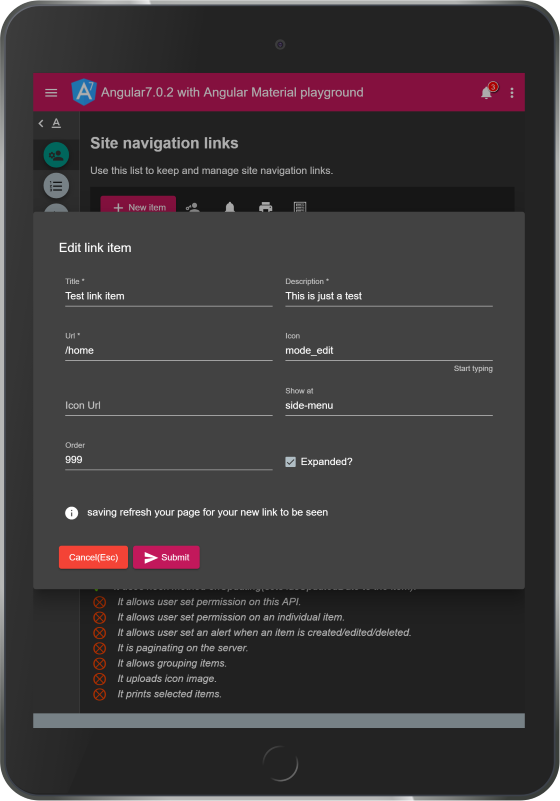 Angular7.0.2 with Angular Material playground
3
A
Site navigation links
Use this list to keep and manage site navigation links.
New item
Edit link item
Title *
Description *
Test link item
This is just a test
Url *
Icon
/home
mode_edit
Start typing
Show at
Icon Url
side-menu
Order
999
Expanded?
saving refresh your page for your new link to be seen
Cancel(Esc)
Submit
It allows user set permission on this API.
It allows user set permission on an individual item.
It allows user set an alert when an item is created/edited/deleted.
It is paginating on the server.
It allows grouping items.
It uploads icon image.
It prints selected items.